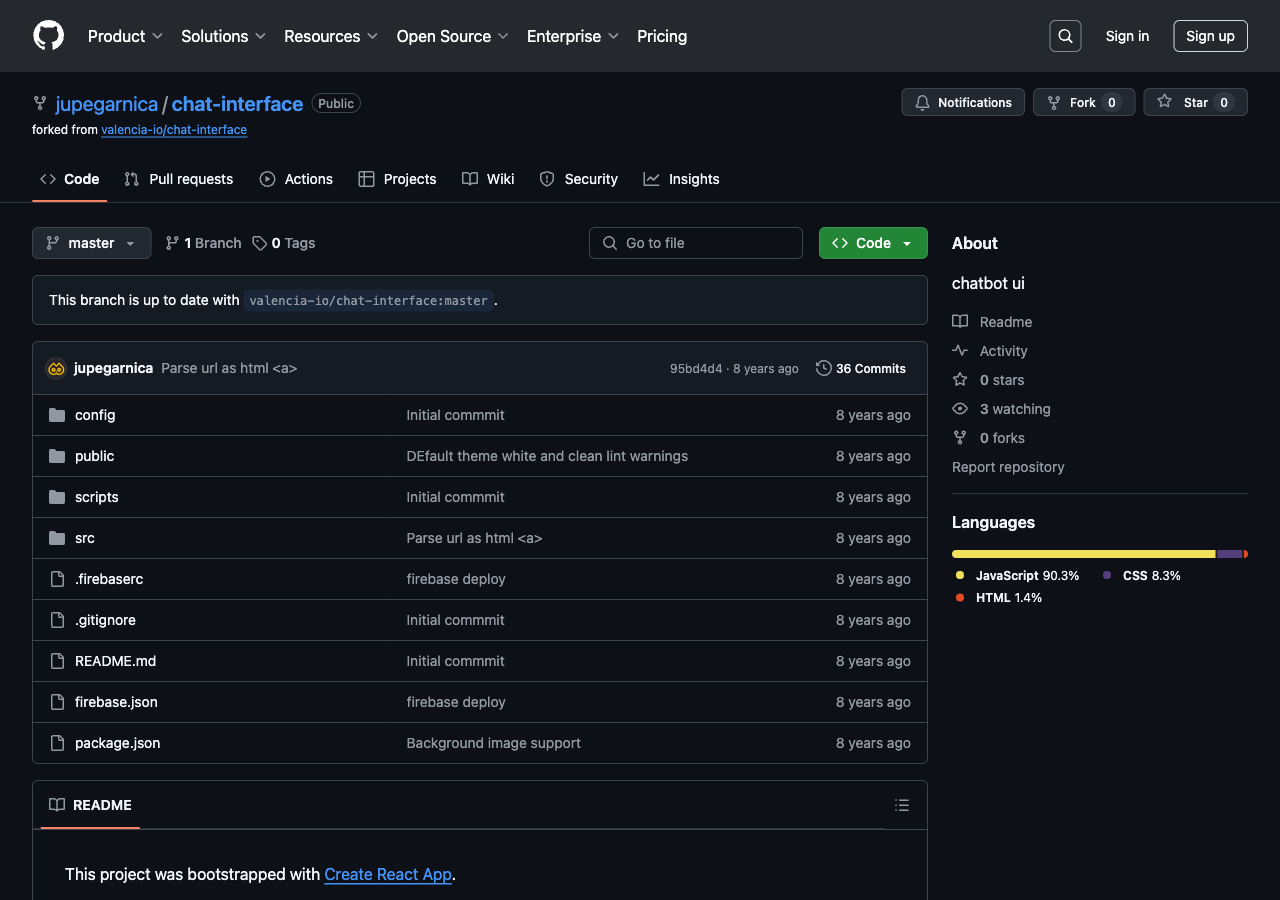 Product Solutions Resources Open Source Enterprise Pricing Sign in Sign up
jupegarnica / chat-interface Public Notifications Fork 0 Star 0
forked from valencia-io/chat-interface
Code Pull requests Actions Projects Wiki Security Insights
master 1 Branch 0 Tags Go to file Code
This branch is up to date with valencia-io/chat-interface:master .
jupegarnica Parse url as html <a> 95bd4d4 · 8 years ago 36 Commits
config Initial commmit 8 years ago
public DEfault theme white and clean lint warnings 8 years ago
scripts Initial commmit 8 years ago
src Parse url as html <a> 8 years ago
.firebaserc firebase deploy 8 years ago
.gitignore Initial commmit 8 years ago
README.md Initial commmit 8 years ago
firebase.json firebase deploy 8 years ago
package.json Background image support 8 years ago
README
This project was bootstrapped with Create React App.
About
chatbot ui
Readme
Activity
0 stars
3 watching
0 forks
Report repository
Languages
JavaScript 90.3% CSS 8.3%
HTML 1.4%